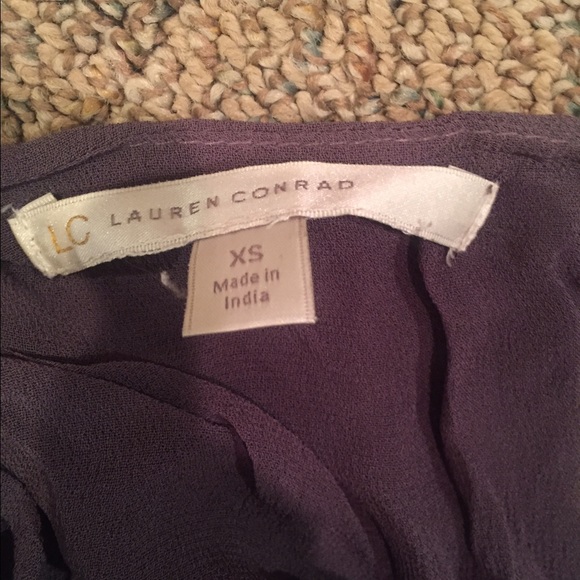 LC LAUREN CONRAD
XS
Made in
India